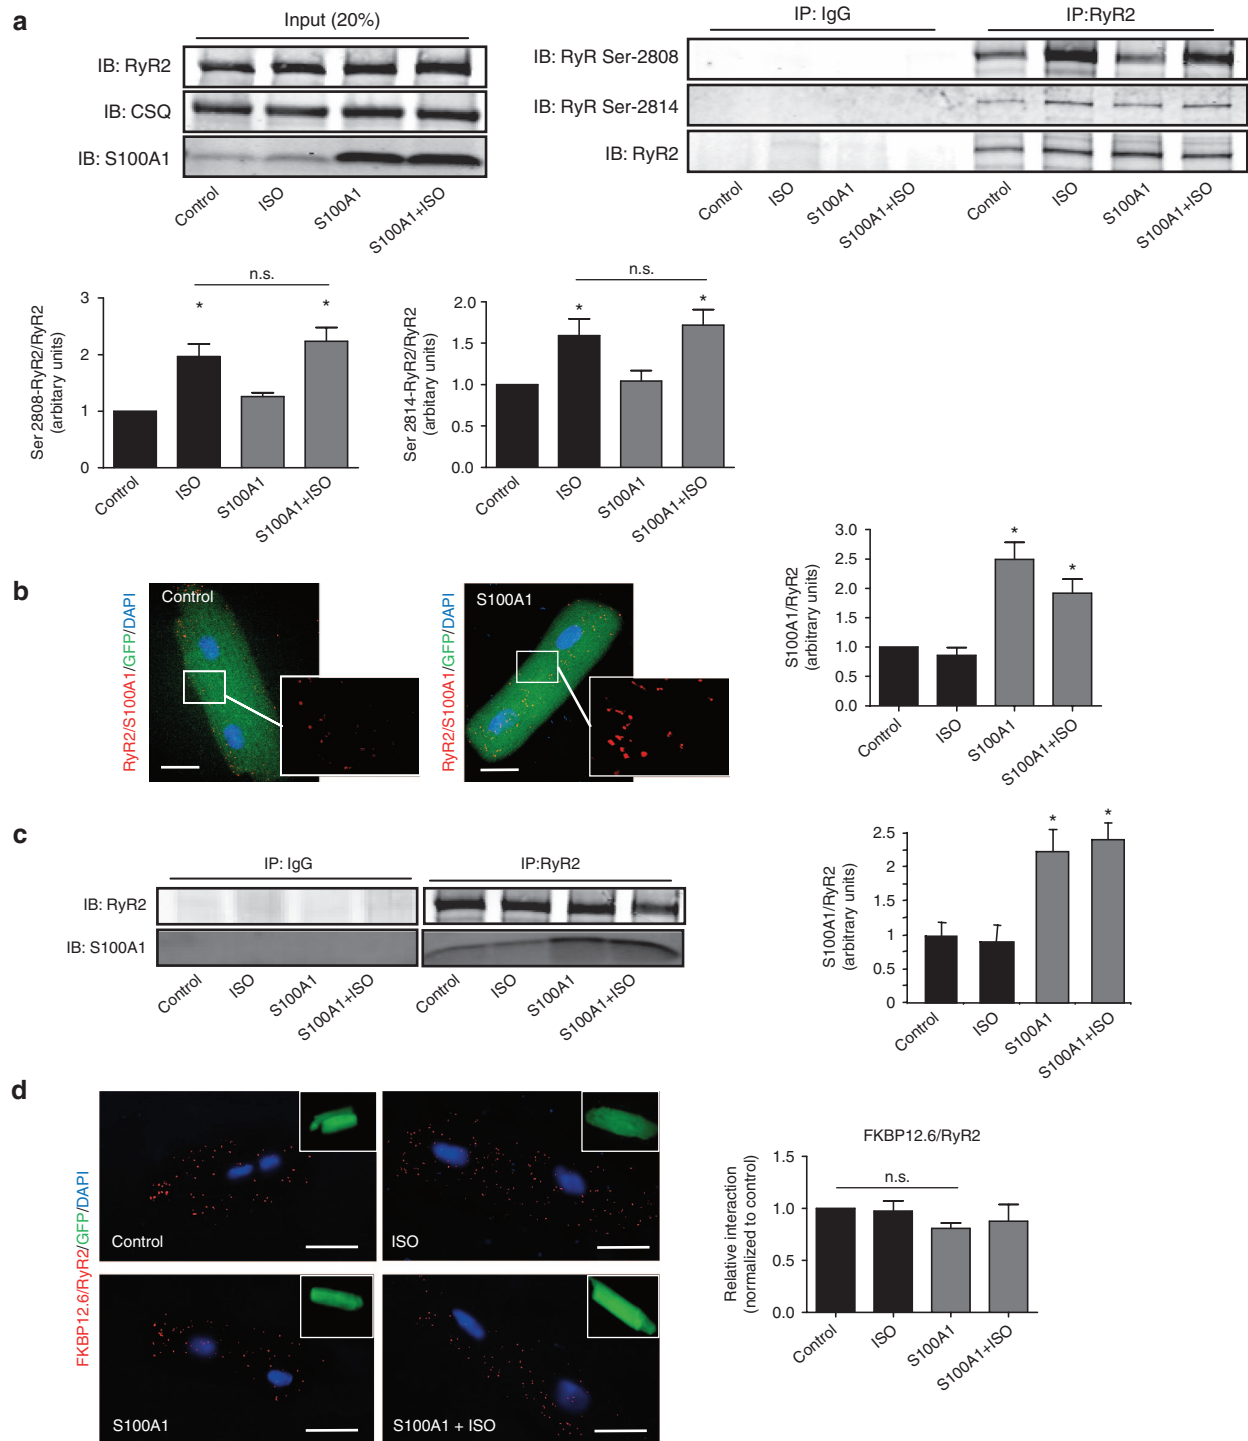 a
Input (20%)
IB: RyR2
IB: CSQ
IB: S100A1
Control
ISO
S100A1
S100A1+ISO
IP: IgG
IP:RyR2
IB: RyR Ser-2808
IB: RyR Ser-2814
IB: RyR2
Control
ISO
S100A1
S100A1+ISO
Control
ISO
S100A1
S100A1+ISO
Ser 2808-RyR2/RyR2
(arbitary units)
3
2
1
0
n.s.
*
*
Control
ISO
S100A1
S100A1+ISO
Ser 2814-RyR2/RyR2
(arbitary units)
2.0
1.5
1.0
0.5
0.0
n.s.
*
*
Control
ISO
S100A1
S100A1+ISO
b
RyR2/S100A1/GFP/DAPI
Control
RyR2/S100A1/GFP/DAPI
S100A1
S100A1/RyR2
(arbitrary units)
3.0
2.5
2.0
1.5
1.0
0.5
0.0
*
*
Control
ISO
S100A1
S100A1+ISO
c
IP: IgG
IP:RyR2
IB: RyR2
IB: S100A1
Control
ISO
S100A1
S100A1+ISO
Control
ISO
S100A1
S100A1+ISO
S100A1/RyR2
(arbitrary units)
2.5
2
1.5
1
0.5
0
*
*
Control
ISO
S100A1
S100A1+ISO
d
FKBP12.6/RyR2/GFP/DAPI
Control
ISO
S100A1
S100A1 + ISO
FKBP12.6/RyR2
Relative interaction
(normalized to control)
1.5
1.0
0.5
0.0
n.s.
Control
ISO
S100A1
S100A1+ISO